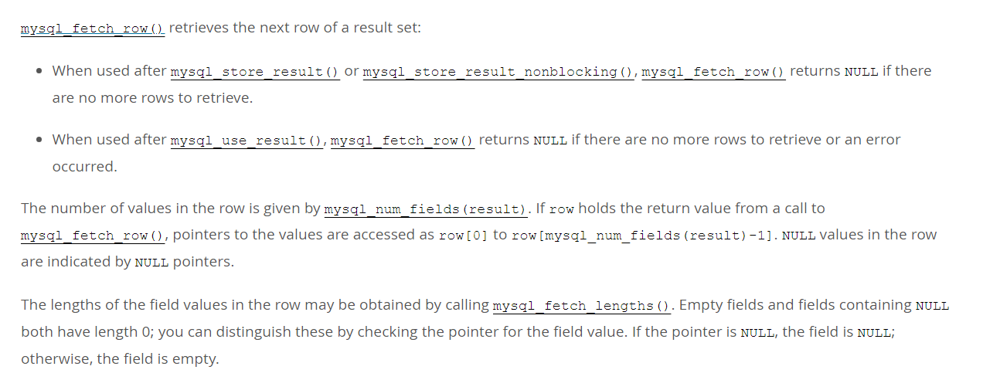 mysql_fetch_row() retrieves the next row of a result set:
• When used after mysql_store_result() or mysql_store_result_nonblocking(), mysql_fetch_row() returns NULL if there
are no more rows to retrieve.
• When used after mysql_use_result(), mysql_fetch_row() returns NULL if there are no more rows to retrieve or an error
occurred.
The number of values in the row is given by mysql_num_fields(result). If row holds the return value from a call to
mysql_fetch_row(), pointers to the values are accessed as row[0] to row[mysql_num_fields(result)-1]. NULL values in the row
are indicated by NULL pointers.
The lengths of the field values in the row may be obtained by calling mysql_fetch_lengths(). Empty fields and fields containing NULL
both have length 0; you can distinguish these by checking the pointer for the field value. If the pointer is NULL, the field is NULL;
otherwise, the field is empty.